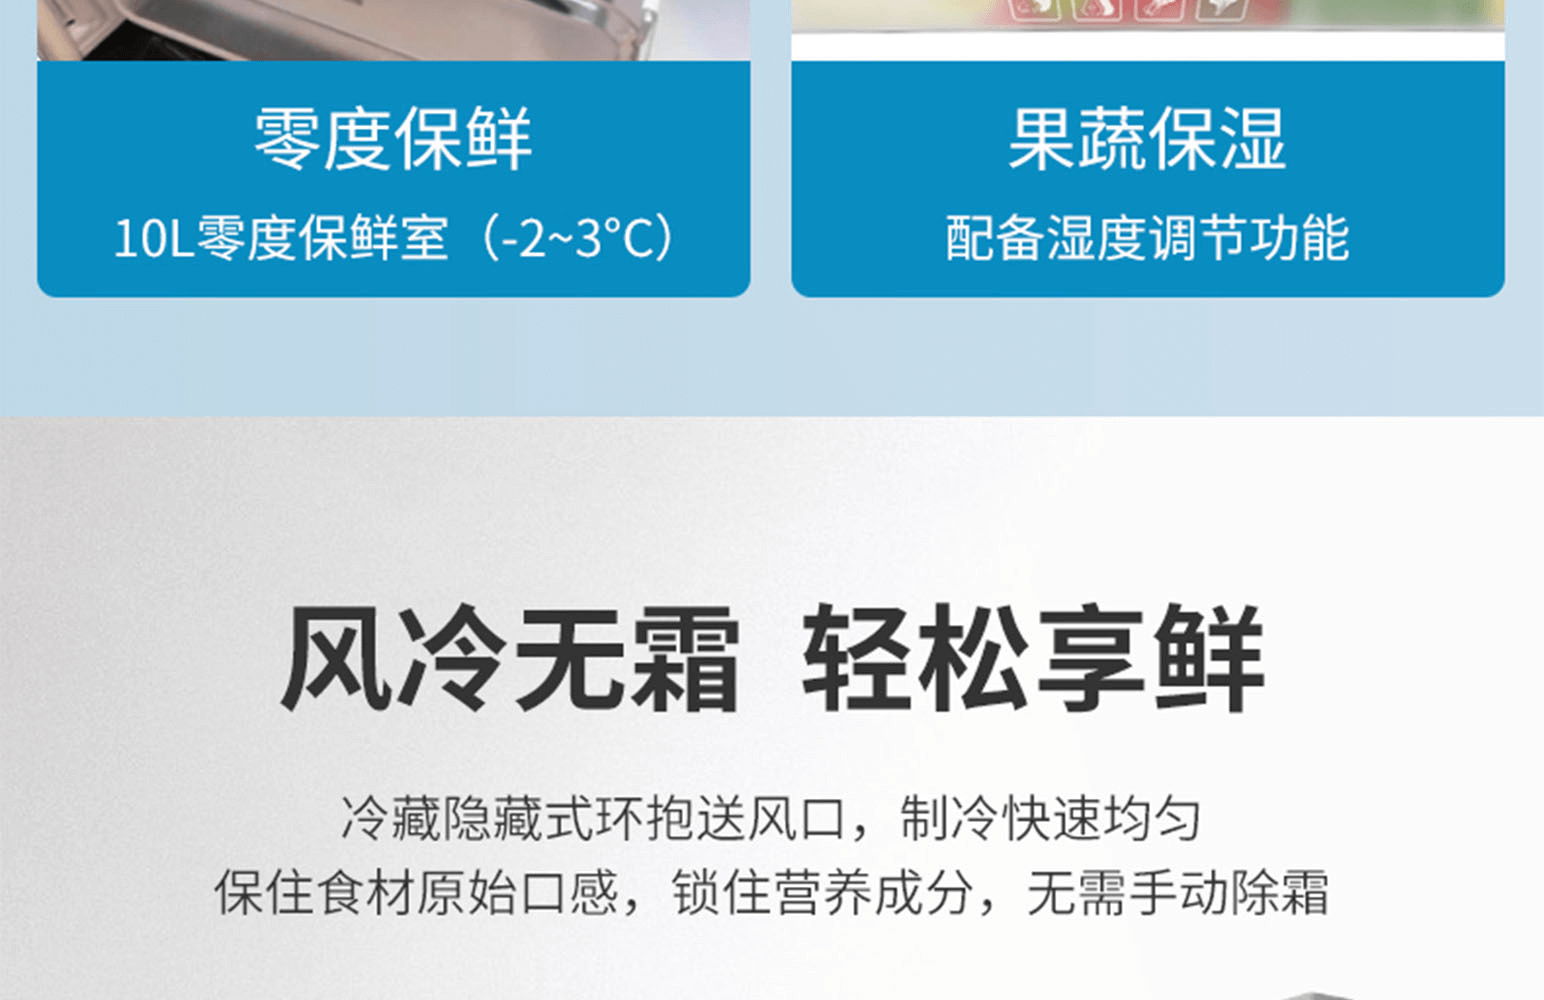 零度保鲜
10L零度保鲜室（-2~3°C）
果蔬保湿
配备湿度调节功能
风冷无霜 轻松享鲜
冷藏隐藏式环抱送风口，制冷快速均匀
保住食材原始口感，锁住营养成分，无需手动除霜